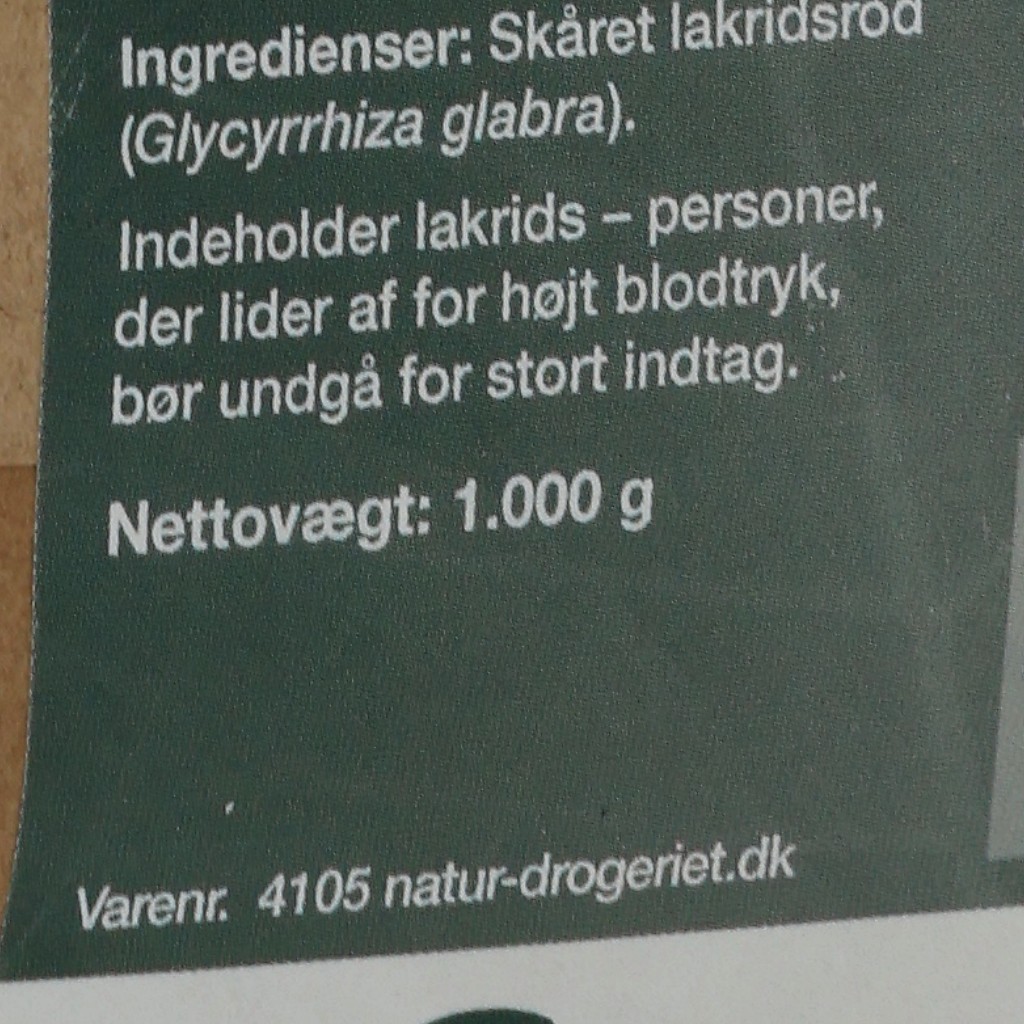 Ingredienser: Skåret lakridsrod
(Glycyrrhiza glabra).
Indeholder lakrids – personer,
der lider af for højt blodtryk,
bør undgå for stort indtag.
Nettovægt: 1.000 g
Varenr. 4105 natur-drogeriet.dk